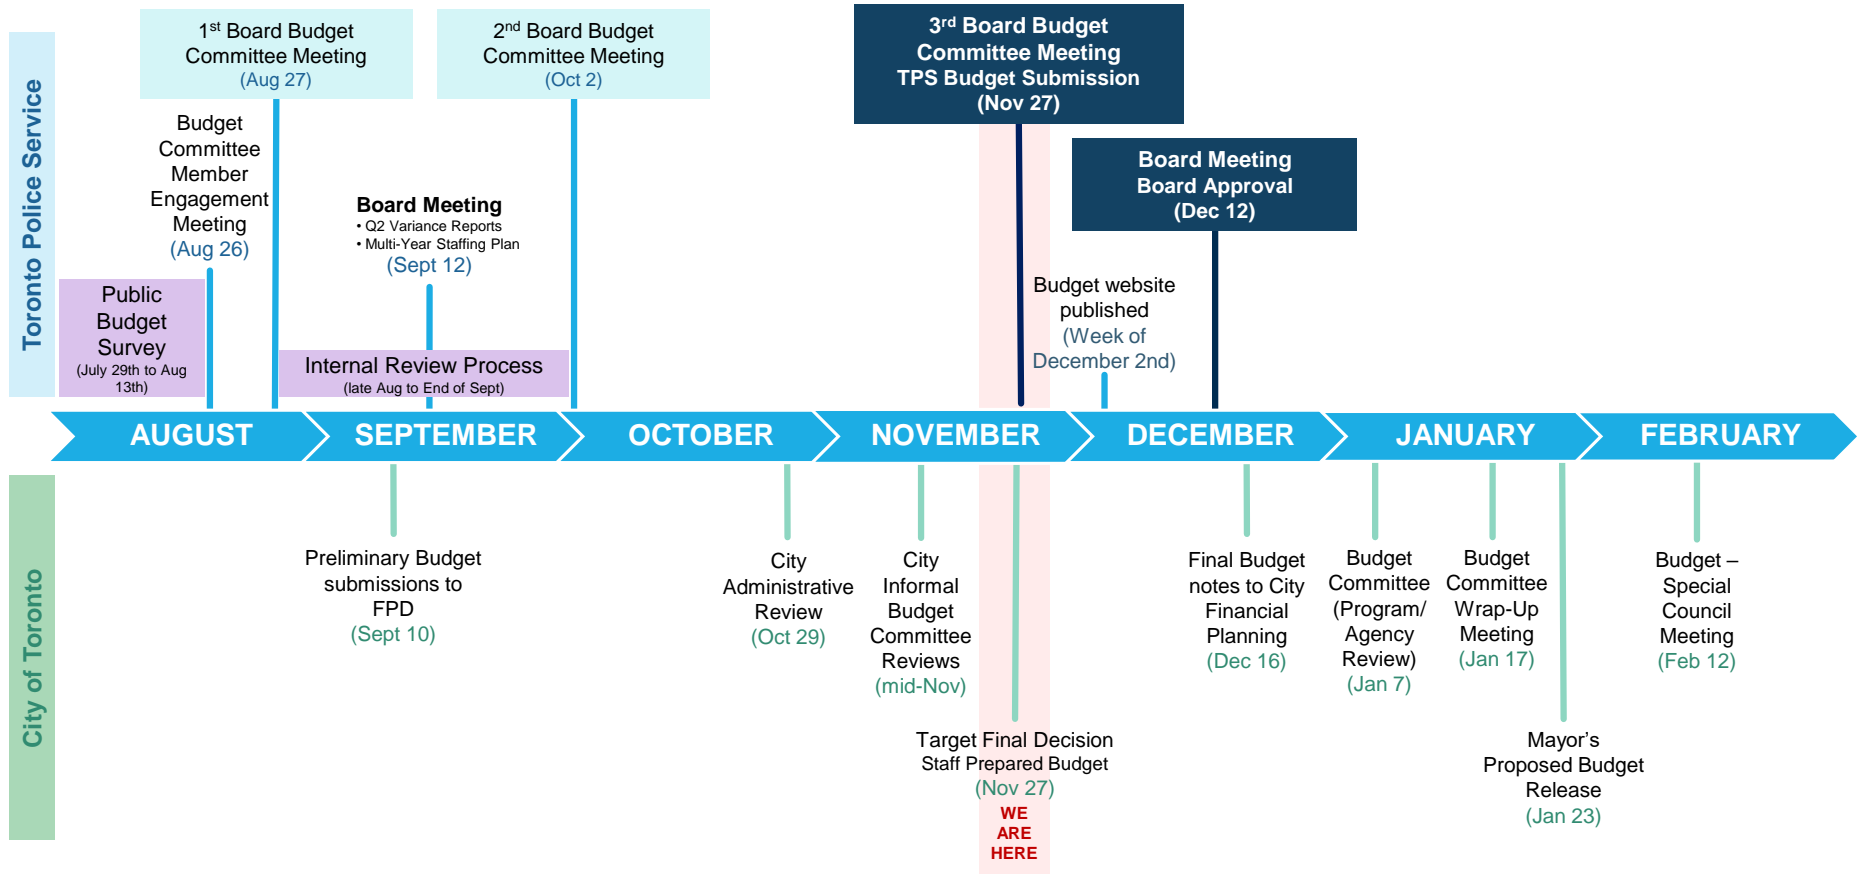 Toronto Police Service
1st Board Budget
Committee Meeting
(Aug 27)
2nd Board Budget
Committee Meeting
(Oct 2)
3rd Board Budget
Committee Meeting
TPS Budget Submission
(Nov 27)
Budget
Committee
Member
Engagement
Meeting
(Aug 26)
Board Meeting
• Q2 Variance Reports
• Multi-Year Staffing Plan
(Sept 12)
Board Meeting
Board Approval
(Dec 12)
Public
Budget
Survey
(July 29th to Aug
13th)
Internal Review Process
(late Aug to End of Sept)
Budget website
published
(Week of
December 2nd)
AUGUST
SEPTEMBER
OCTOBER
NOVEMBER
DECEMBER
JANUARY
FEBRUARY
City of Toronto
Preliminary Budget
submissions to
FPD
(Sept 10)
City
Administrative
Review
(Oct 29)
City
Informal
Budget
Committee
Reviews
(mid-Nov)
Target Final Decision
Staff Prepared Budget
(Nov 27)
WE
ARE
HERE
Final Budget
notes to City
Financial
Planning
(Dec 16)
Budget
Committee
(Program/
Agency
Review)
(Jan 7)
Budget
Committee
Wrap-Up
Meeting
(Jan 17)
Mayor's
Proposed Budget
Release
(Jan 23)
Budget –
Special
Council
Meeting
(Feb 12)